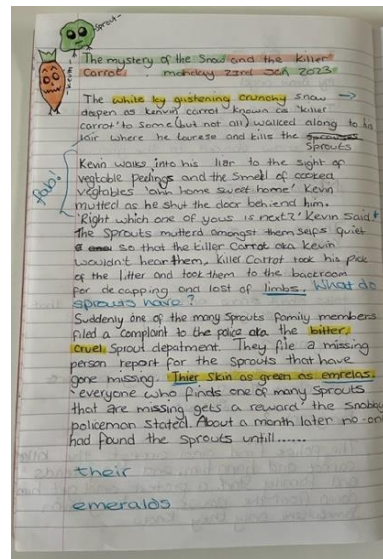 Sprout-
The mystery of the Snow and the killer
Carrot. monday 23rd Jan 2023
The white icy glistening crunchy snow →
deepen as kenvin carrot known as 'killer
carrot' to some (but not all) walked along to his
lair where he tourese and kills the sprouses
Sprouts
Para!
Kevin walks into his lier to the sight of
vegtable peelings and the smell of cooked
vegtables 'ahh home sweet home' Kevin
mutted as he shut the door behiend him.
'Right which one of yous is next?' Kevin said.
The Sprouts mutterd amongst them selfs quiet
so that the killer Carrot aka kevin
wouldn't hear them, killer Carrot took his pick
of the litter and took them to the backroom
for decapping and lost of limbs. What do
sprouts have?
Suddenly one of the many Sprouts family members
filed a complaint to the police aka the bitter,
cruel Sprout depatment. They file a missing
person report for the Sprouts that have
gone missing. Thier skin as green as emrelas.
'everyone who finds one of many Sprouts
that are missing gets a reward' the snobby
policeman stated. About a month later no-one
had found the sprouts untill......
their
emeralds